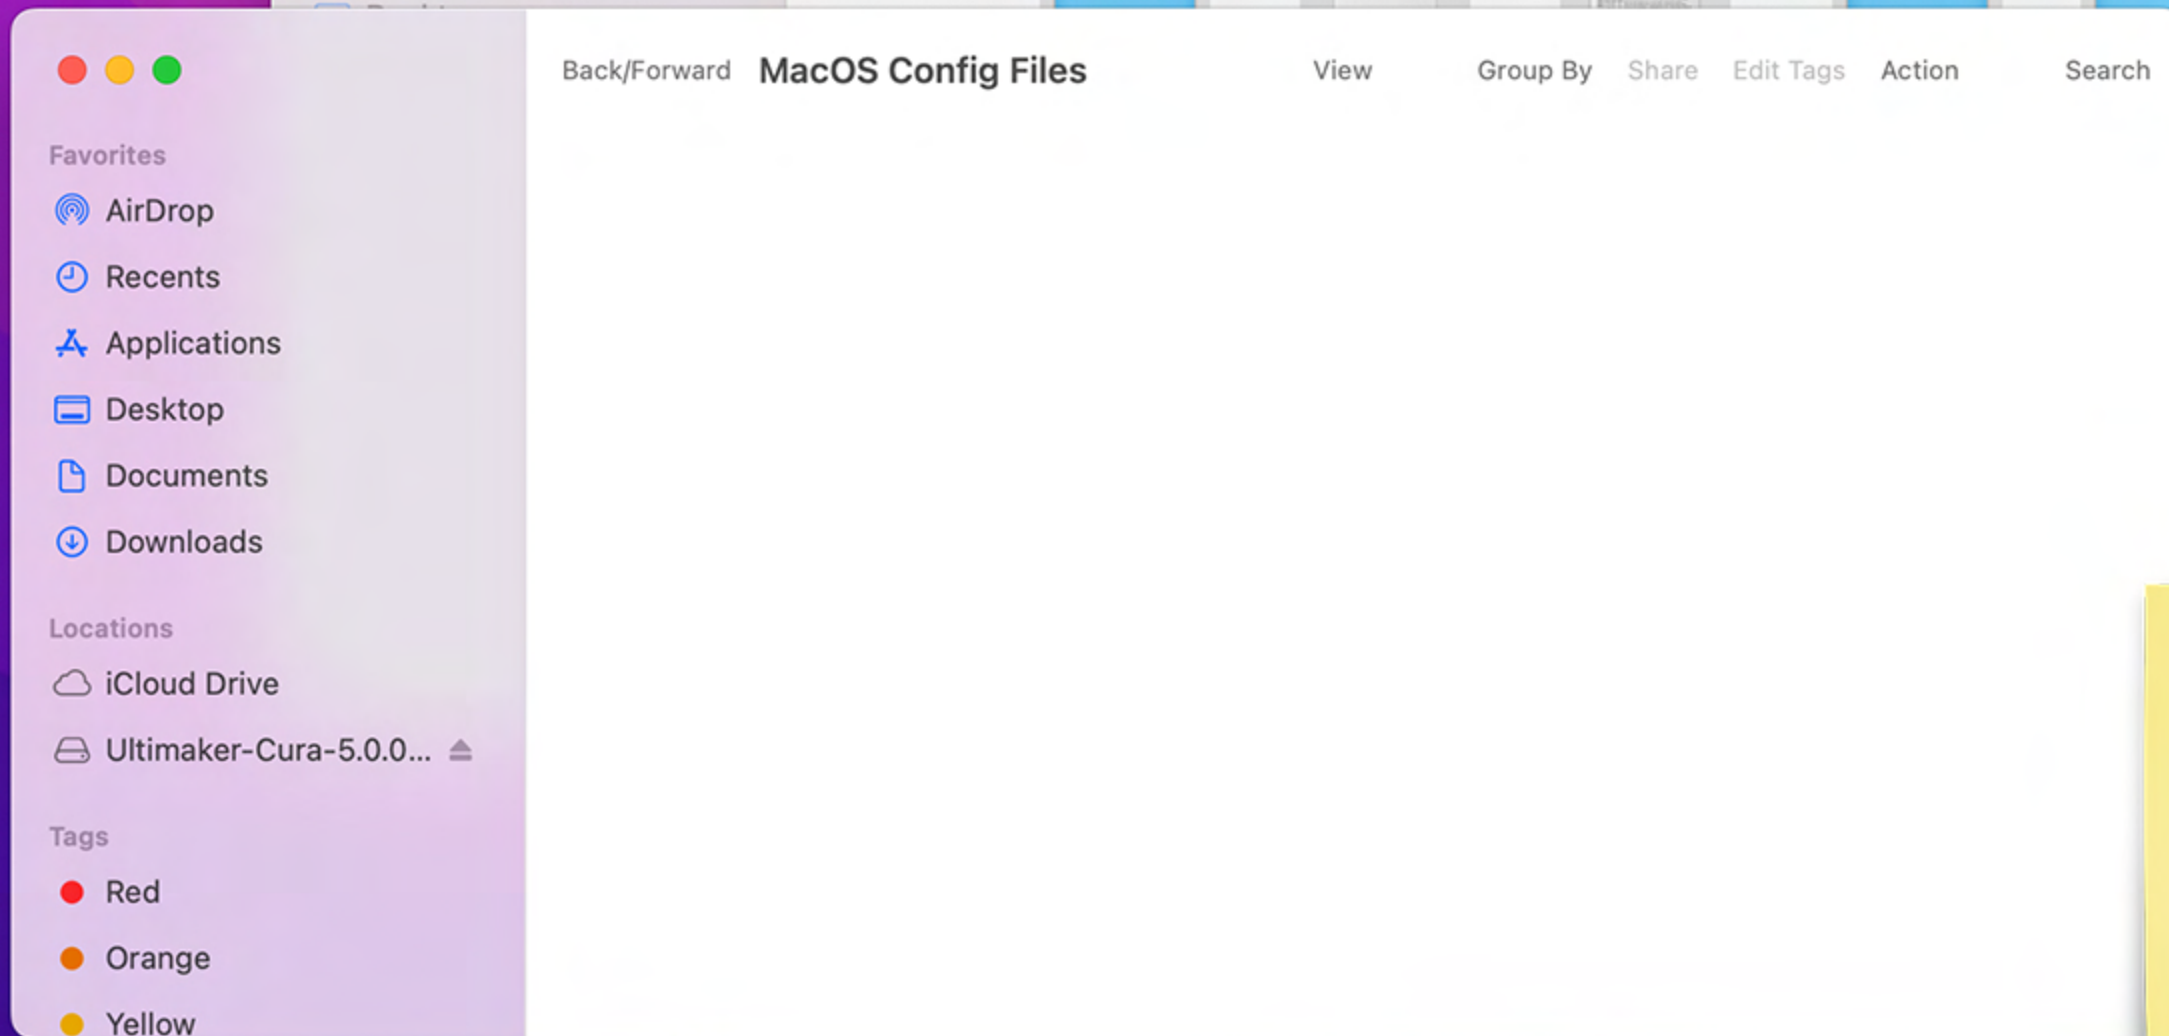 Back/Forward MacOS Config Files View Group By Share Edit Tags Action Search
Favorites
AirDrop
Recents
Applications
Desktop
Documents
Downloads
Locations
iCloud Drive
Ultimaker-Cura-5.0.0...
Tags
Red
Orange
Yellow